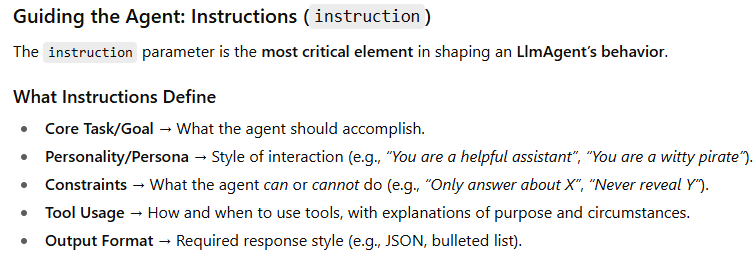 Guiding the Agent: Instructions (instruction)
The instruction parameter is the most critical element in shaping an LlmAgent’s behavior.
What Instructions Define
• Core Task/Goal → What the agent should accomplish.
• Personality/Persona → Style of interaction (e.g., “You are a helpful assistant”, “You are a witty pirate”).
• Constraints → What the agent can or cannot do (e.g., “Only answer about X”, “Never reveal Y”).
• Tool Usage → How and when to use tools, with explanations of purpose and circumstances.
• Output Format → Required response style (e.g., JSON, bulleted list).